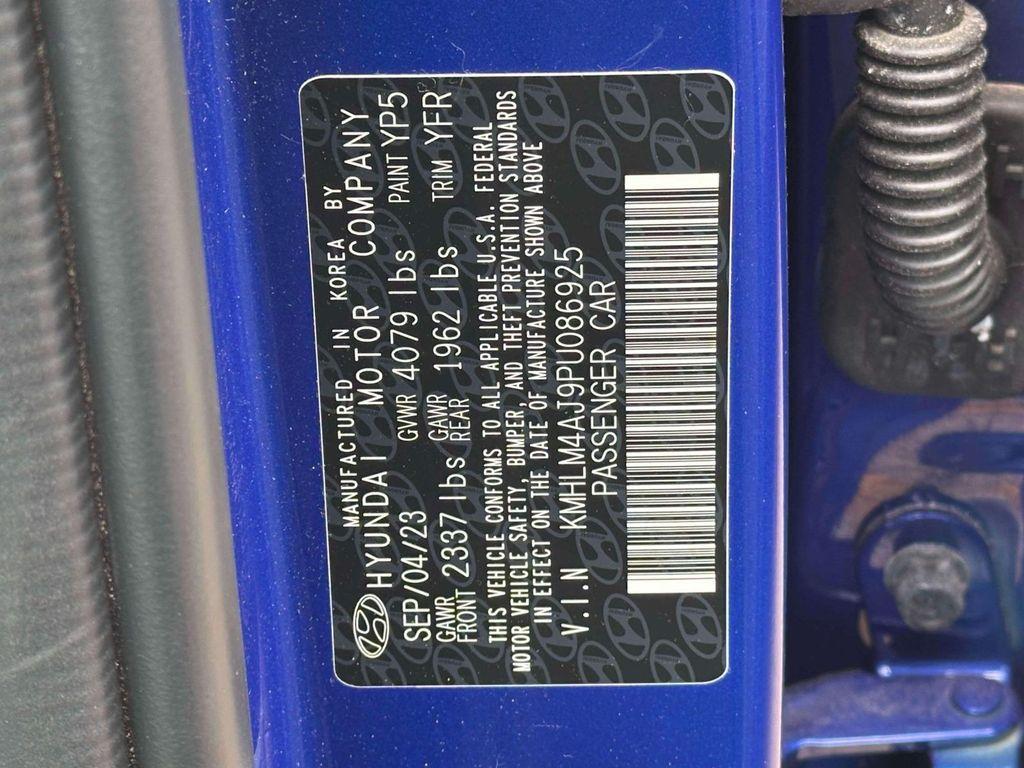 MANUFACTURED IN KOREA BY
HYUNDAI MOTOR COMPANY
SEP/04/23 GVWR 4079 lbs PAINT YP5
GAWR FRONT 2337 lbs GAWR REAR 1962 lbs TRIM YFR
THIS VEHICLE CONFORMS TO ALL APPLICABLE U.S.A. FEDERAL
MOTOR VEHICLE SAFETY, BUMPER, AND THEFT PREVENTION STANDARDS
IN EFFECT ON THE DATE OF MANUFACTURE SHOWN ABOVE
V.I.N KMHLM4AJ9PU086925
PASSENGER CAR